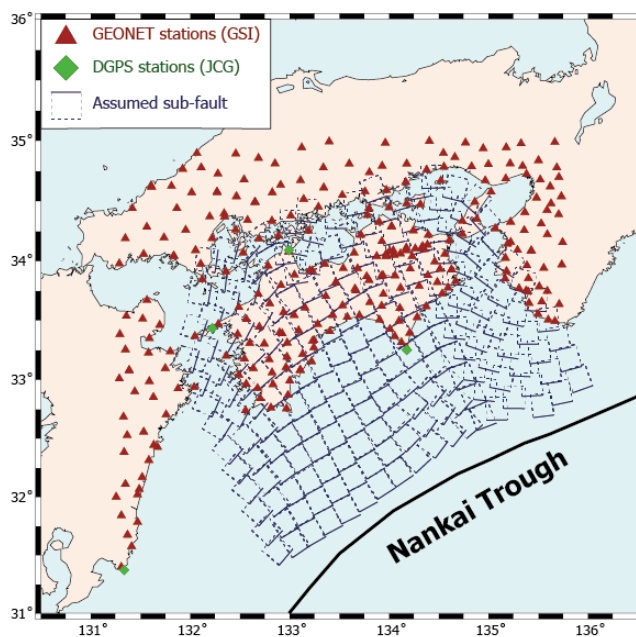 36°
GEONET stations (GSI)
DGPS stations (JCG)
Assumed sub-fault
35°
34°
33°
32°
31°
Nankai Trough
131° 132° 133° 134° 135° 136°